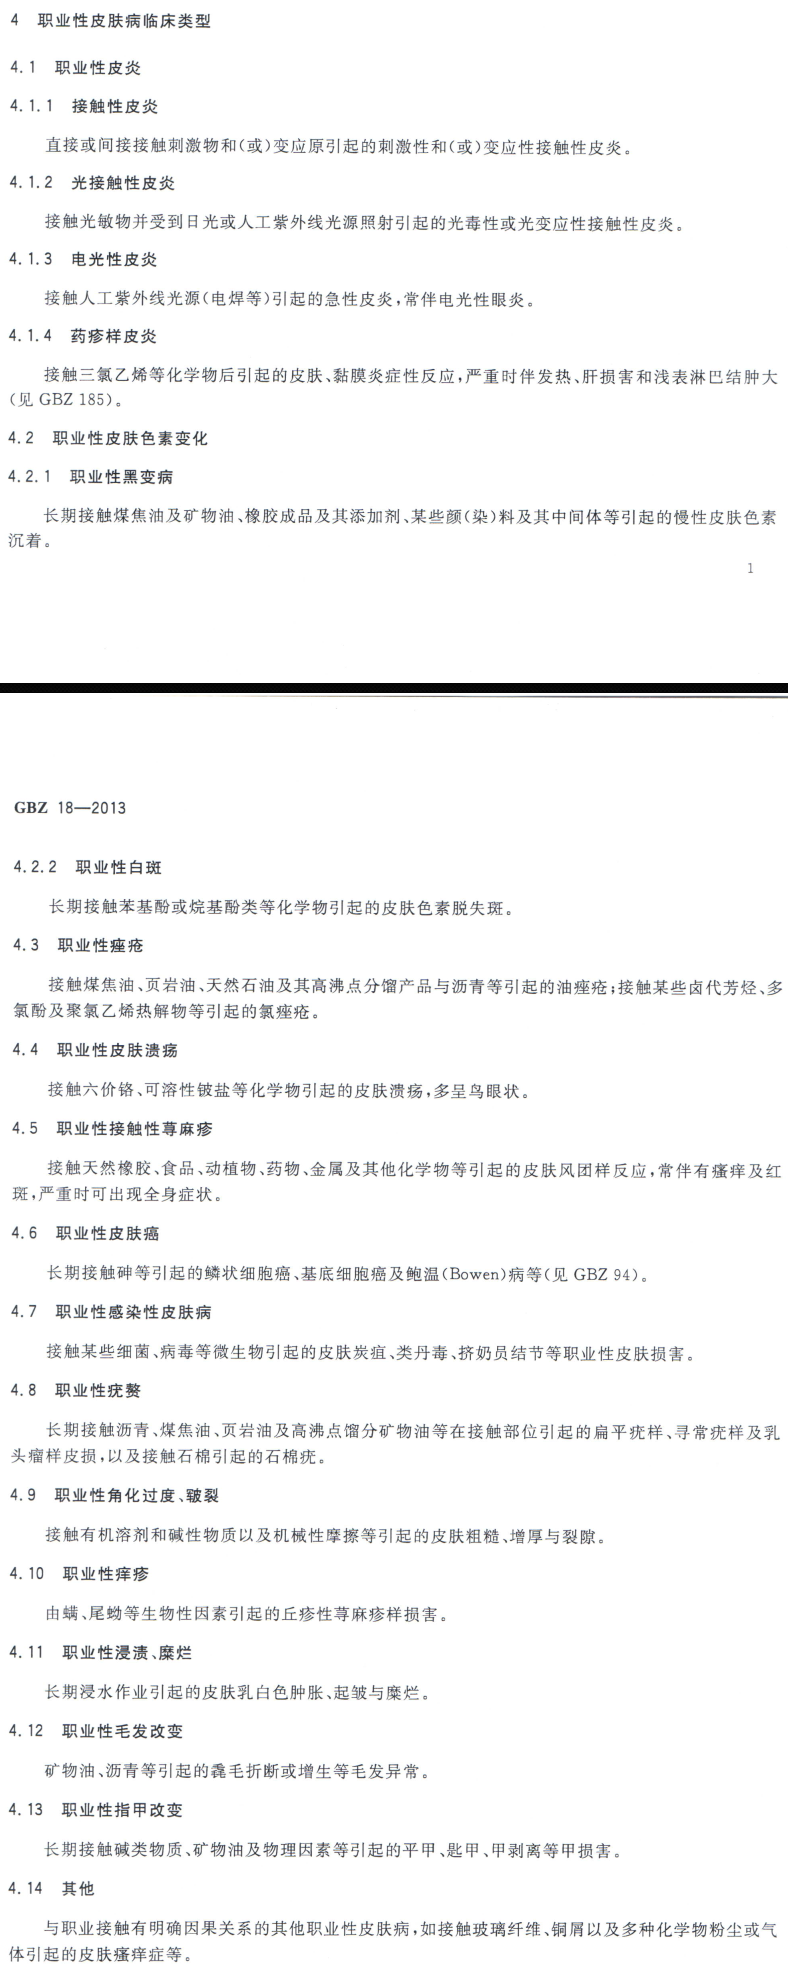 4 职业性皮肤病临床类型
4.1 职业性皮炎
4.1.1 接触性皮炎
直接或间接接触刺激物和(或)变应原引起的刺激性和(或)变应性接触性皮炎。
4.1.2 光接触性皮炎
接触光敏物并受到日光或人工紫外线光源照射引起的光毒性或光变应性接触性皮炎。
4.1.3 电光性皮炎
接触人工紫外线光源(电焊等)引起的急性皮炎,常伴电光性眼炎。
4.1.4 药疹样皮炎
接触三氯乙烯等化学物后引起的皮肤、黏膜炎症性反应,严重时伴发热、肝损害和浅表淋巴结肿大
(见 GBZ 185)。
4.2 职业性皮肤色素变化
4.2.1 职业性黑变病
长期接触煤焦油及矿物油、橡胶成品及其添加剂、某些颜(染)料及其中间体等引起的慢性皮肤色素
沉着。
1
GBZ 18—2013
4.2.2 职业性白斑
长期接触苯基酚或烷基酚类等化学物引起的皮肤色素脱失斑。
4.3 职业性痤疮
接触煤焦油、页岩油、天然石油及其高沸点分馏产品与沥青等引起的油痤疮;接触某些卤代芳烃、多
氯酚及聚氯乙烯热解物等引起的氯痤疮。
4.4 职业性皮肤溃疡
接触六价铬、可溶性铍盐等化学物引起的皮肤溃疡,多呈鸟眼状。
4.5 职业性接触性荨麻疹
接触天然橡胶、食品、动植物、药物、金属及其他化学物等引起的皮肤风团样反应,常伴有瘙痒及红
斑,严重时可出现全身症状。
4.6 职业性皮肤癌
长期接触砷等引起的鳞状细胞癌、基底细胞癌及鲍温(Bowen)病等(见 GBZ 94)。
4.7 职业性感染性皮肤病
接触某些细菌、病毒等微生物引起的皮肤炭疽、类丹毒、挤奶员结节等职业性皮肤损害。
4.8 职业性疣赘
长期接触沥青、煤焦油、页岩油及高沸点馏分矿物油等在接触部位引起的扁平疣样、寻常疣样及乳
头瘤样皮损,以及接触石棉引起的石棉疣。
4.9 职业性角化过度、皲裂
接触有机溶剂和碱性物质以及机械性摩擦等引起的皮肤粗糙、增厚与裂隙。
4.10 职业性痒疹
由螨、尾蚴等生物性因素引起的丘疹性荨麻疹样损害。
4.11 职业性浸渍、糜烂
长期浸水作业引起的皮肤乳白色肿胀、起皱与糜烂。
4.12 职业性毛发改变
矿物油、沥青等引起的毳毛折断或增生等毛发异常。
4.13 职业性指甲改变
长期接触碱类物质、矿物油及物理因素等引起的平甲、匙甲、甲剥离等甲损害。
4.14 其他
与职业接触有明确因果关系的其他职业性皮肤病,如接触玻璃纤维、铜屑以及多种化学物粉尘或气
体引起的皮肤瘙痒症等。